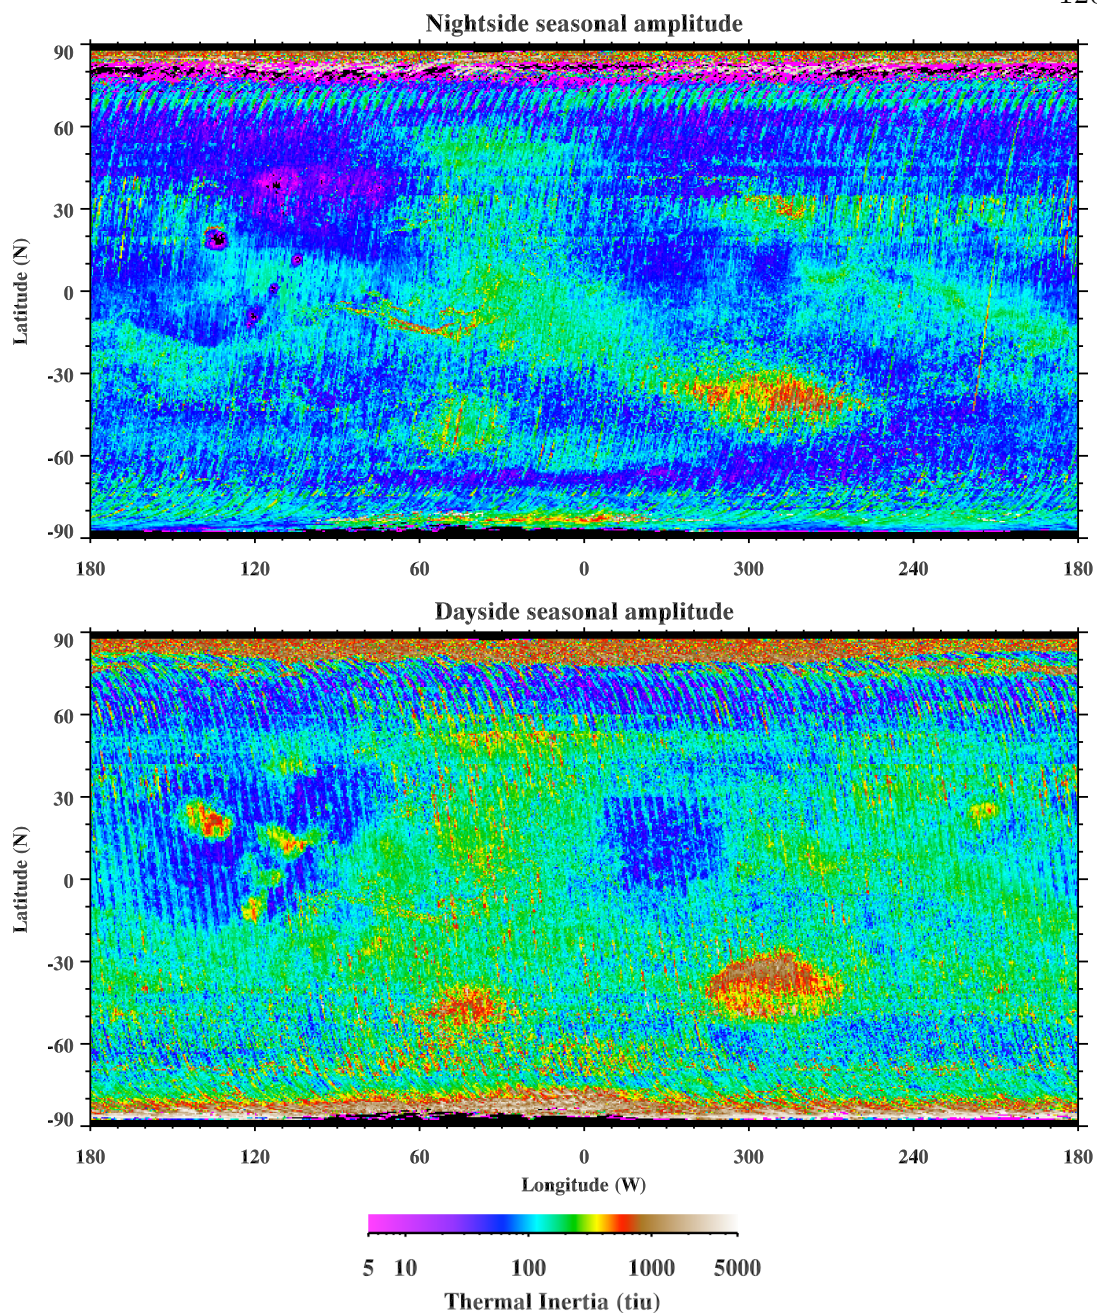 Nightside seasonal amplitude
90
60
30
0
-30
-60
-90
Latitude (N)
180 120 60 0 300 240 180
Dayside seasonal amplitude
90
60
30
0
-30
-60
-90
Latitude (N)
180 120 60 0 300 240 180
Longitude (W)
5 10 100 1000 5000
Thermal Inertia (tiu)